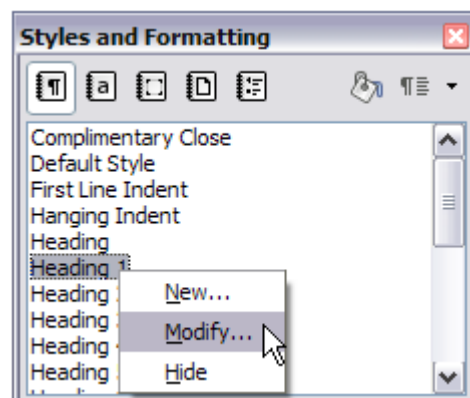 Styles and Formatting
a
Complimentary Close
Default Style
First Line Indent
Hanging Indent
Heading
Heading 1
Heading
Heading
Heading
Heading
New...
Modify...
Hide